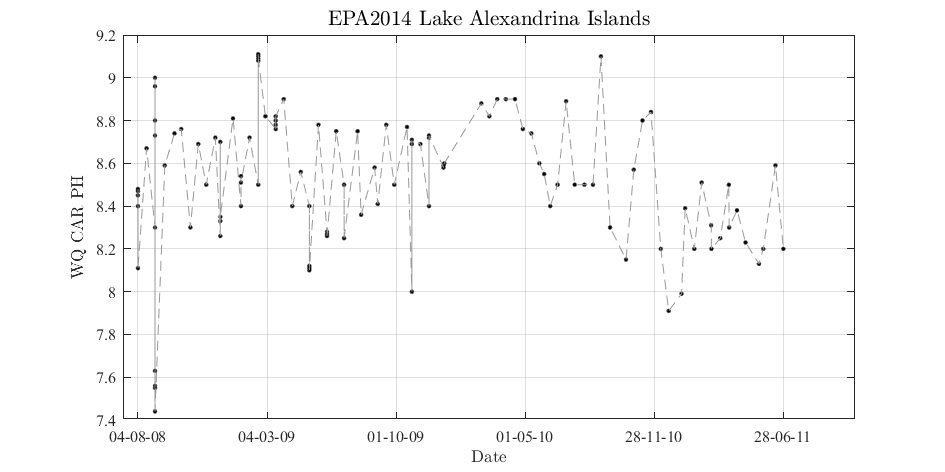 EPA2014 Lake Alexandrina Islands
9.2
9
8.8
8.6
8.4
8.2
8
7.8
7.6
7.4
WQ CAR PH
04-08-08 04-03-09 01-10-09 01-05-10 28-11-10 28-06-11
Date